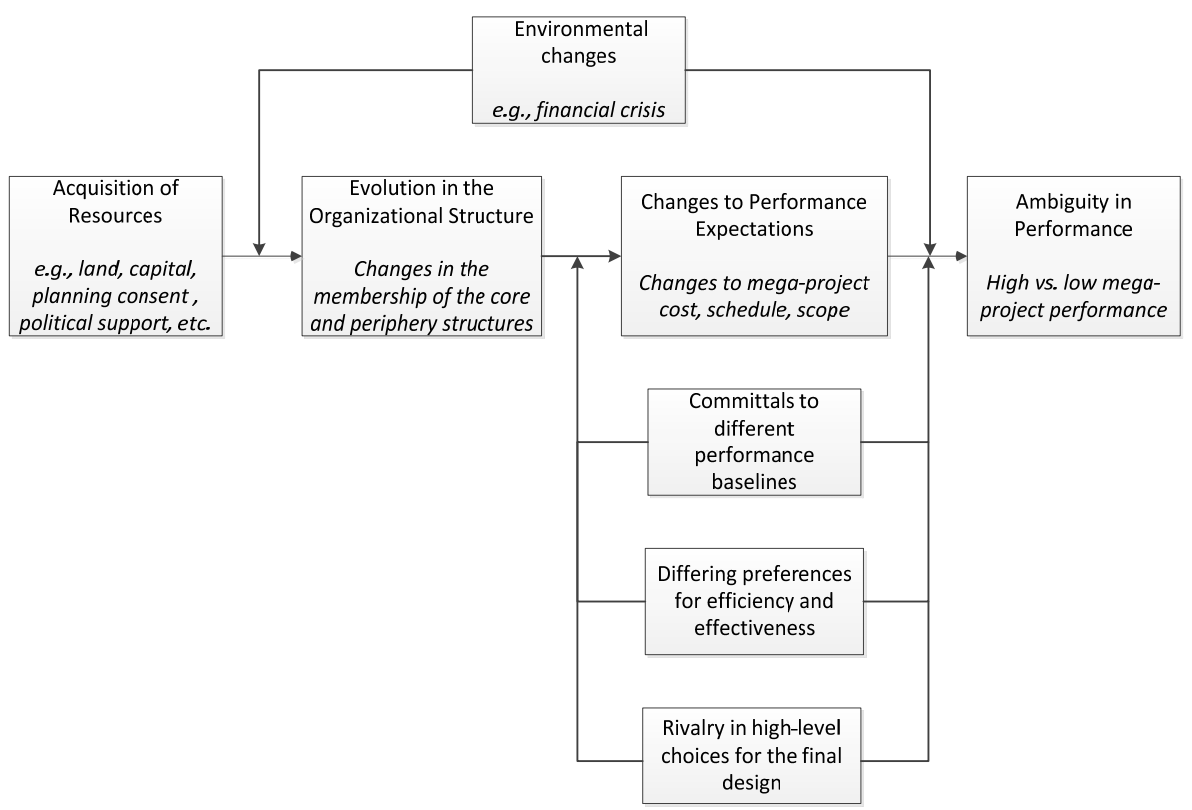 Environmental
changes
e.g., financial crisis
Acquisition of
Resources
e.g., land, capital,
planning consent ,
political support, etc.
Evolution in the
Organizational Structure
Changes in the
membership of the core
and periphery structures
Changes to Performance
Expectations
Changes to mega-project
cost, schedule, scope
Ambiguity in
Performance
High vs. low mega-
project performance
Committals to
different
performance
baselines
Differing preferences
for efficiency and
effectiveness
Rivalry in high-level
choices for the final
design